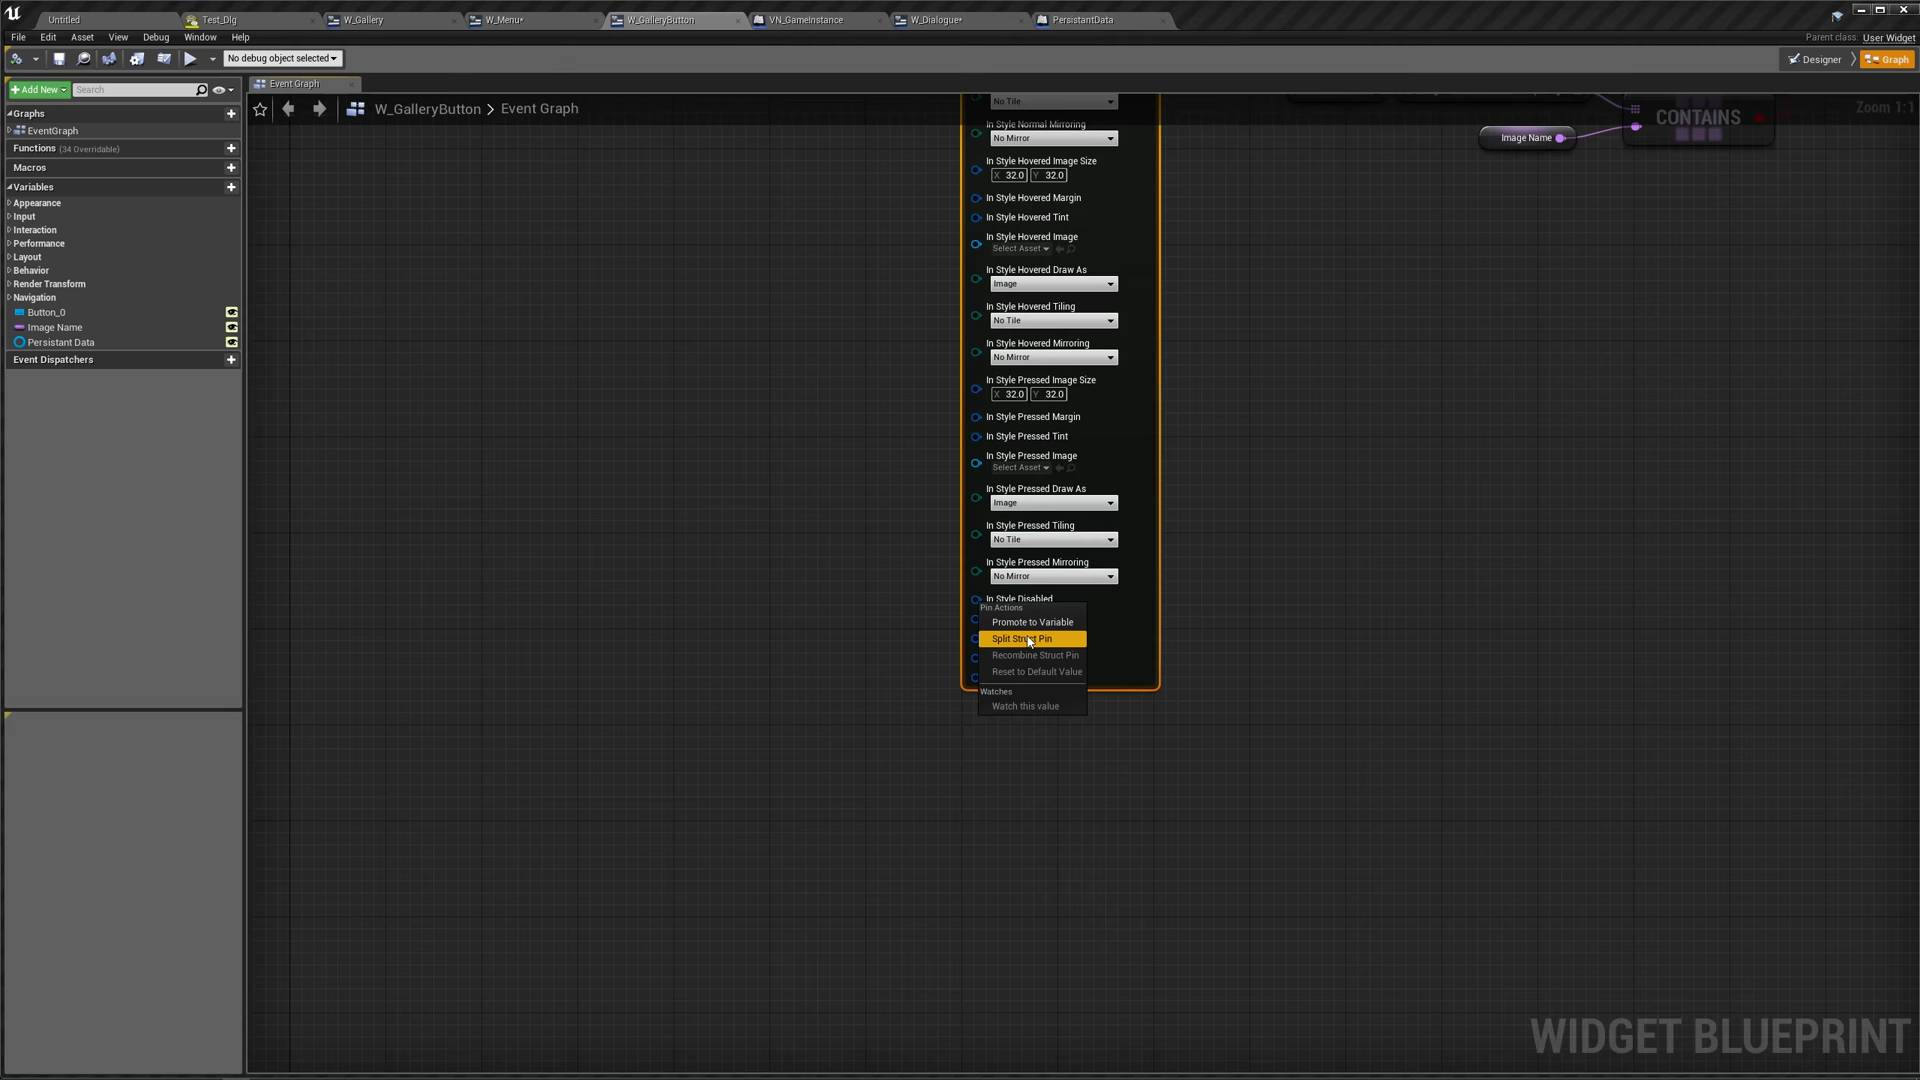 Untitled
Test_Dlg
W_Gallery
W_Menu*
W_GalleryButton
VN_GameInstance
W_Dialogue*
PersistantData
File Edit Asset View Debug Window Help
Parent class: User Widget
No debug object selected
Designer
Graph
Add New
Search
Event Graph
W_GalleryButton > Event Graph
Zoom 1:1
Graphs
EventGraph
Functions (34 Overridable)
Macros
Variables
Appearance
Input
Interaction
Performance
Layout
Behavior
Render Transform
Navigation
Button_0
Image Name
Persistant Data
Event Dispatchers
No Tile
In Style Normal Mirroring
No Mirror
In Style Hovered Image Size
X 32.0 Y 32.0
In Style Hovered Margin
In Style Hovered Tint
In Style Hovered Image
Select Asset
In Style Hovered Draw As
Image
In Style Hovered Tiling
No Tile
In Style Hovered Mirroring
No Mirror
In Style Pressed Image Size
X 32.0 Y 32.0
In Style Pressed Margin
In Style Pressed Tint
In Style Pressed Image
Select Asset
In Style Pressed Draw As
Image
In Style Pressed Tiling
No Tile
In Style Pressed Mirroring
No Mirror
In Style Disabled
Pin Actions
Promote to Variable
Split Struct Pin
Recombine Struct Pin
Reset to Default Value
Watches
Watch this value
Image Name
CONTAINS
WIDGET BLUEPRINT